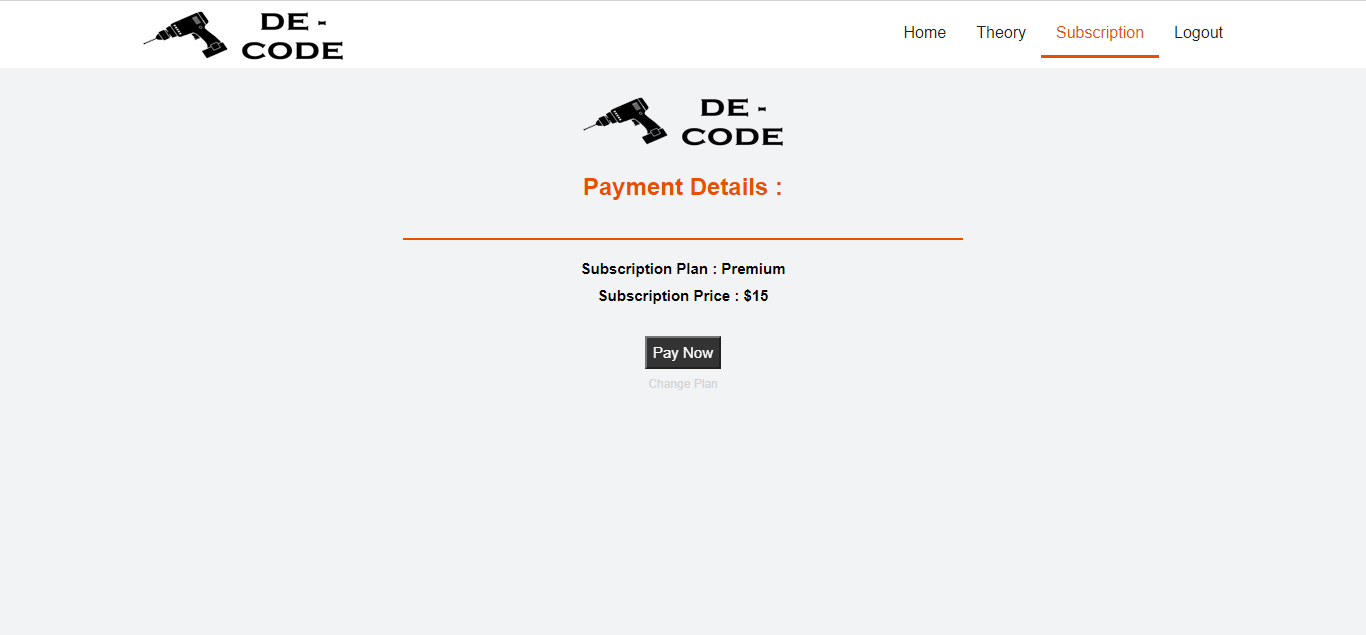 DE -
CODE
Home Theory Subscription Logout
DE -
CODE
Payment Details :
Subscription Plan : Premium
Subscription Price : $15
Pay Now
Change Plan